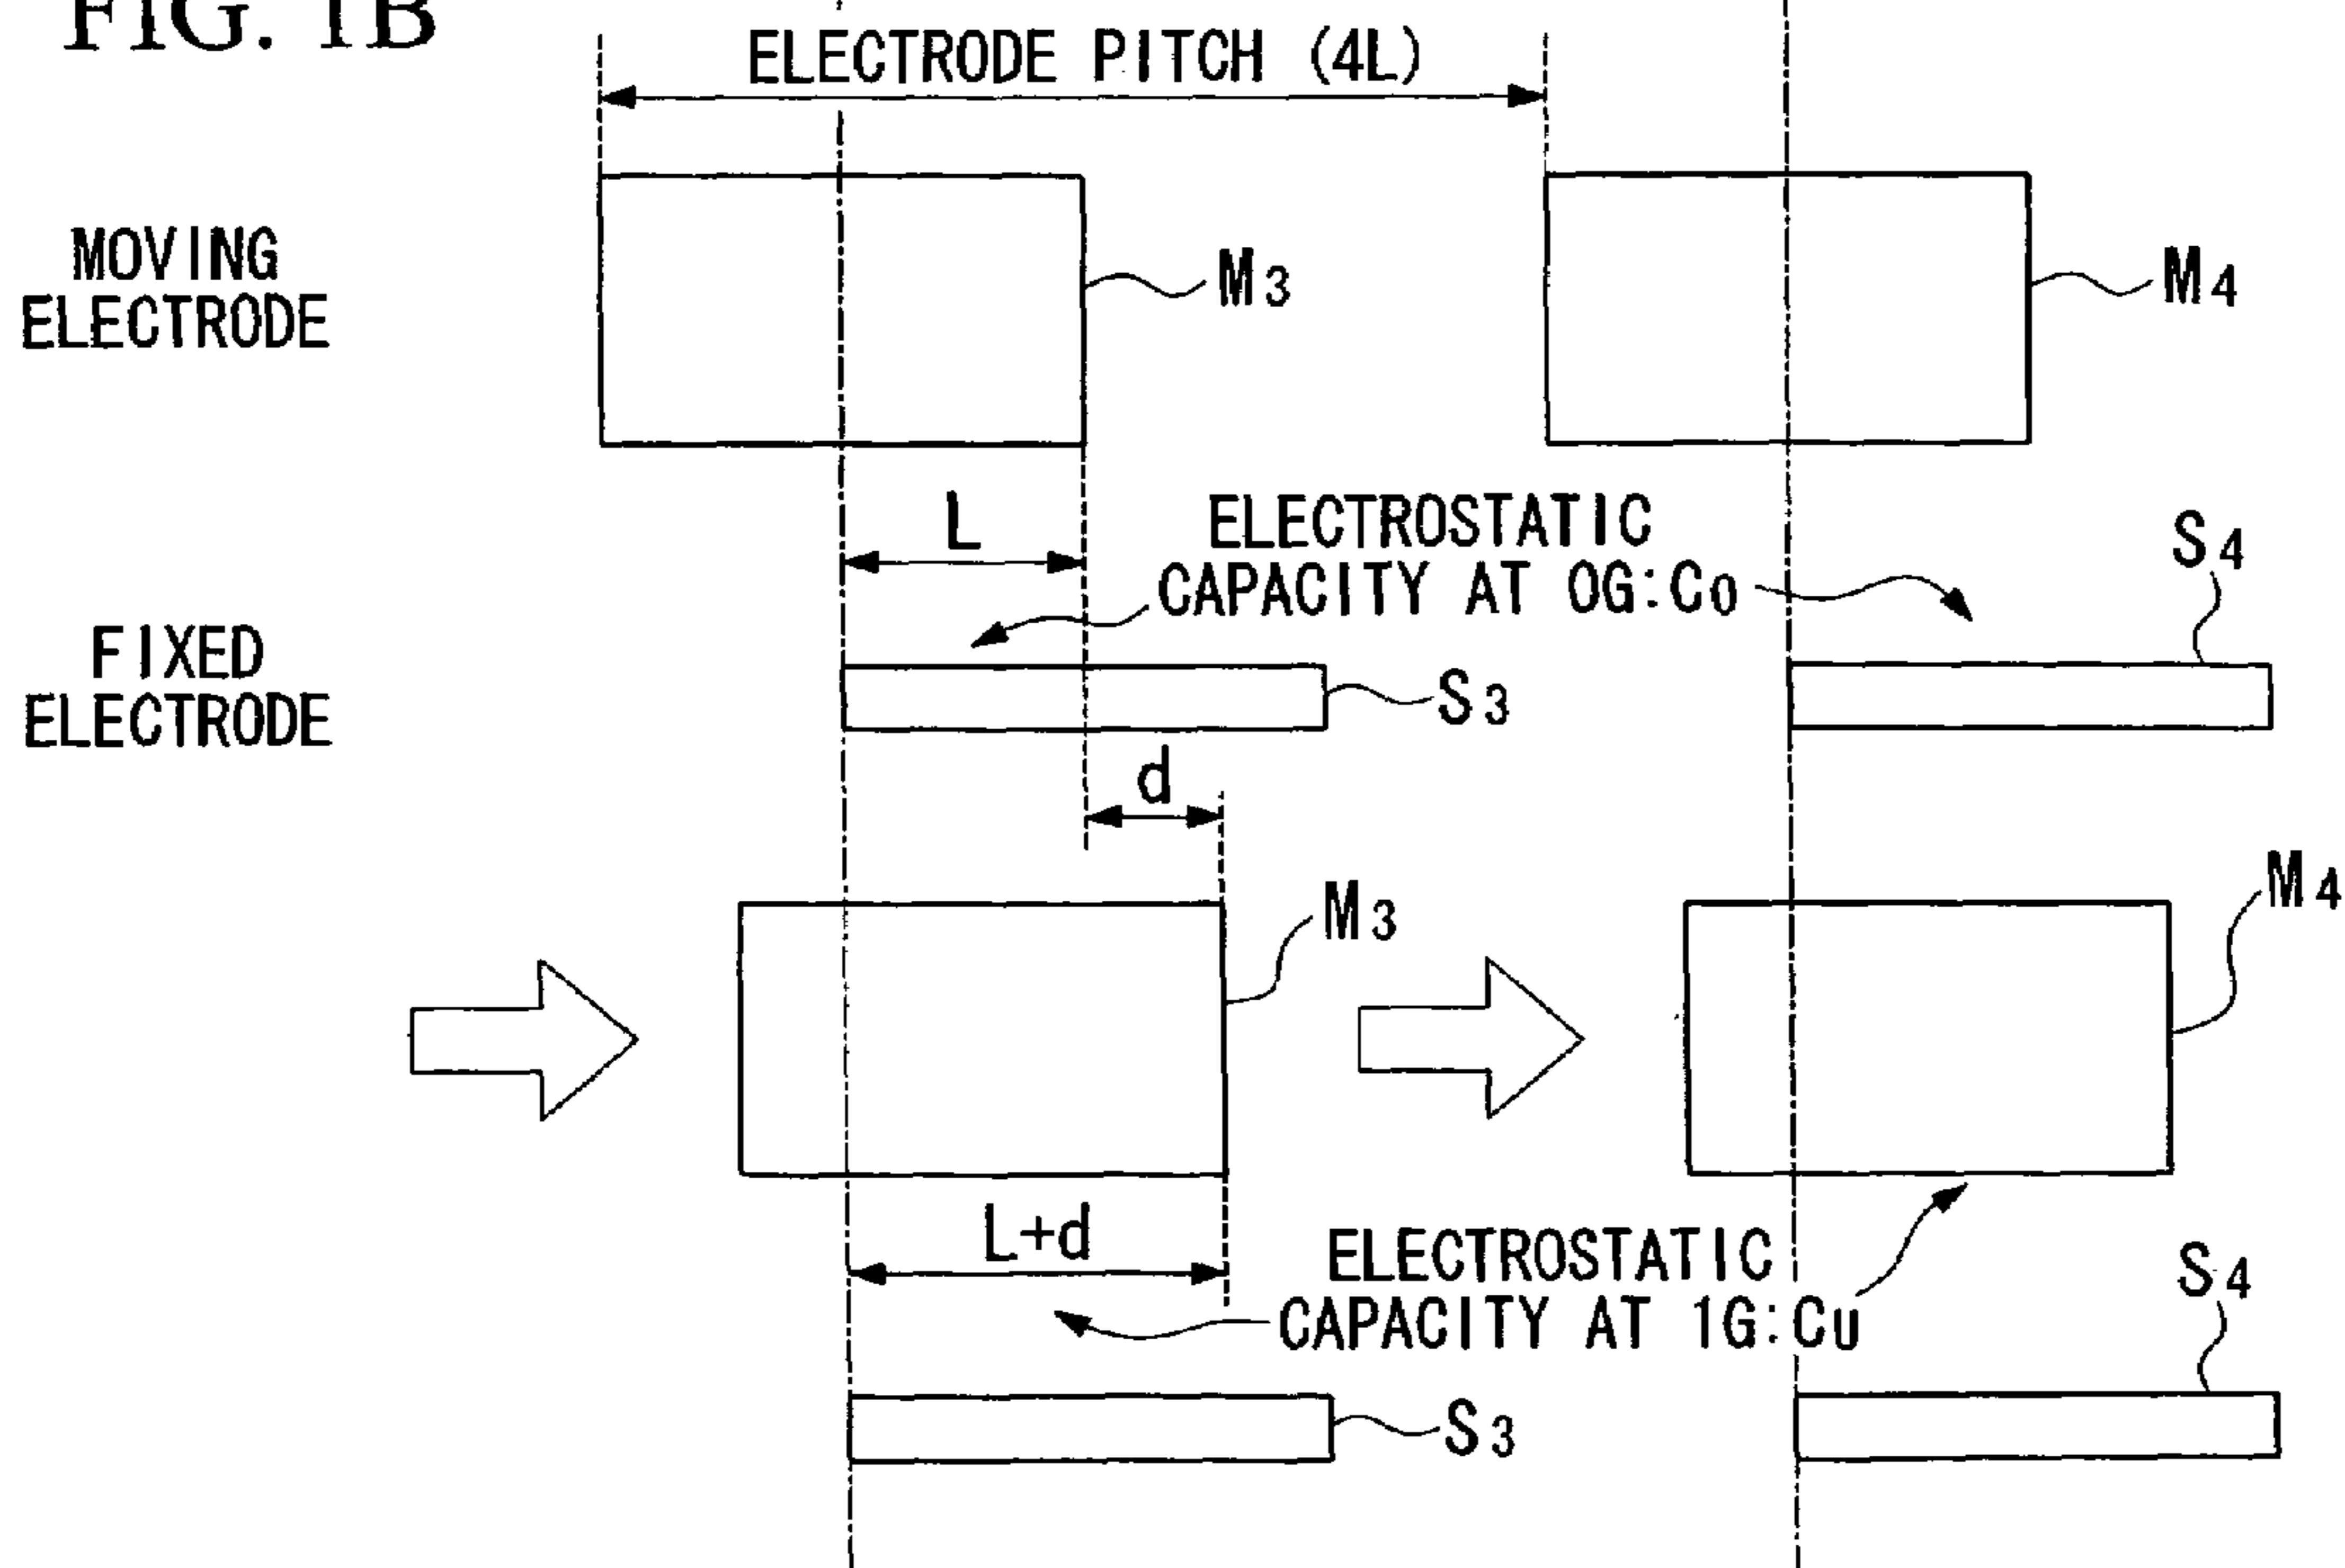 FIG. 1B
ELECTRODE PITCH (4L)
MOVING
ELECTRODE
M3
M4
L
ELECTROSTATIC
CAPACITY AT 0G:C0
S4
FIXED
ELECTRODE
S3
d
M3
M4
L+d
ELECTROSTATIC
CAPACITY AT 1G:CU
S4
S3